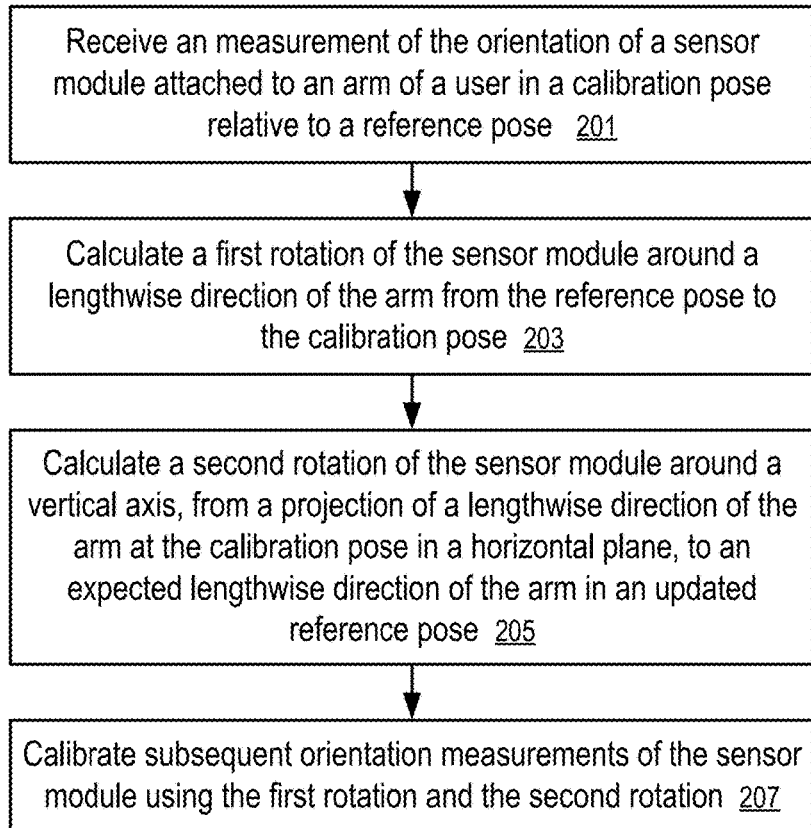 Receive an measurement of the orientation of a sensor
module attached to an arm of a user in a calibration pose
relative to a reference pose 201
Calculate a first rotation of the sensor module around a
lengthwise direction of the arm from the reference pose to
the calibration pose 203
Calculate a second rotation of the sensor module around a
vertical axis, from a projection of a lengthwise direction of the
arm at the calibration pose in a horizontal plane, to an
expected lengthwise direction of the arm in an updated
reference pose 205
Calibrate subsequent orientation measurements of the sensor
module using the first rotation and the second rotation 207